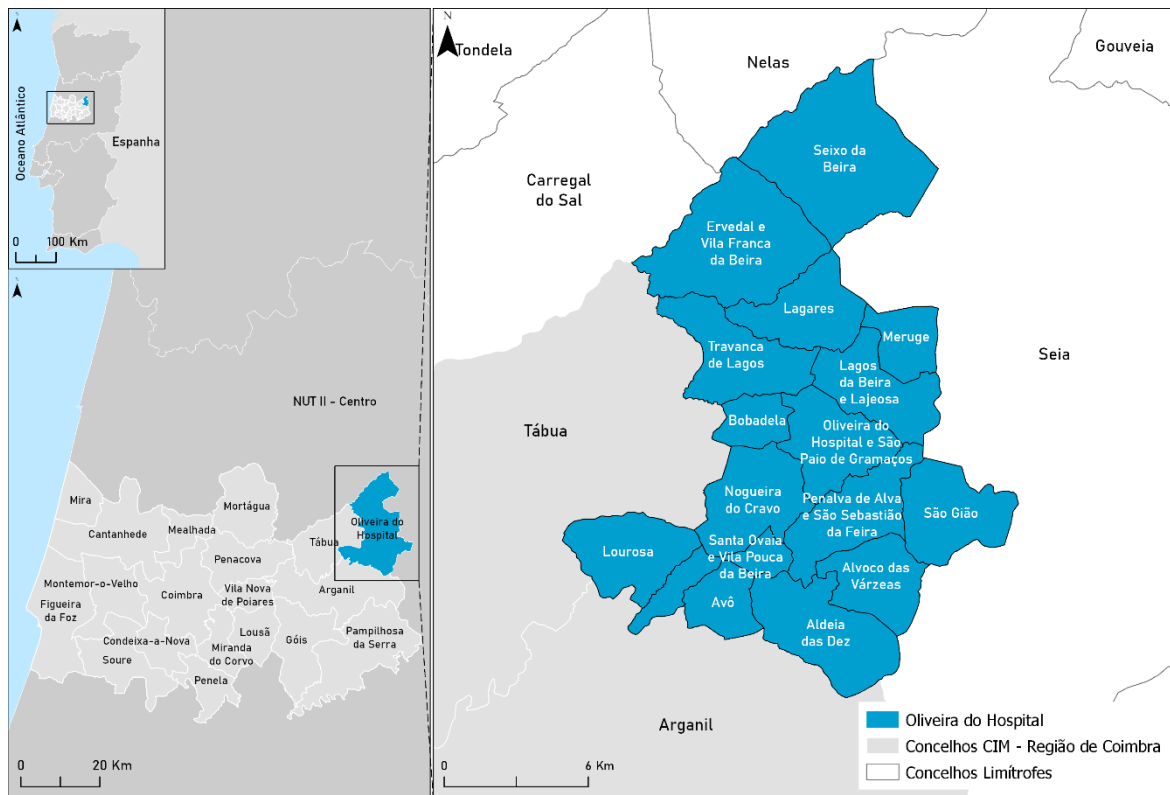 N
Oceano Atlântico
Espanha
0
100 Km
N
NUT II - Centro
Mira
Cantanhede
Mealhada
Mortágua
Oliveira do
Hospital
Tábua
Penacova
Montemor-o-Velho
Coimbra
Vila Nova
de Poiares
Arganil
Figueira
da Foz
Condeixa-a-Nova
Lousã
Góis
Pampilhosa
da Serra
Soure
Miranda
do Corvo
Penela
0
20 Km
N
Tondela
Nelas
Gouveia
Carregal
do Sal
Seia
Tábua
Arganil
Seixo da
Beira
Ervedal e
Vila Franca
da Beira
Lagares
Meruge
Travanca
de Lagos
Lagos
da Beira
e Lajeosa
Bobadela
Oliveira do
Hospital e São
Paio de Gramaços
Nogueira
do Cravo
Penalva de Alva
e São Sebastião
da Feira
São Gião
Lourosa
Santa Ovaia
e Vila Pouca
da Beira
Alvoco das
Várzeas
Avô
Aldeia
das Dez
0
6 Km
Oliveira do Hospital
Concelhos CIM - Região de Coimbra
Concelhos Limítrofes